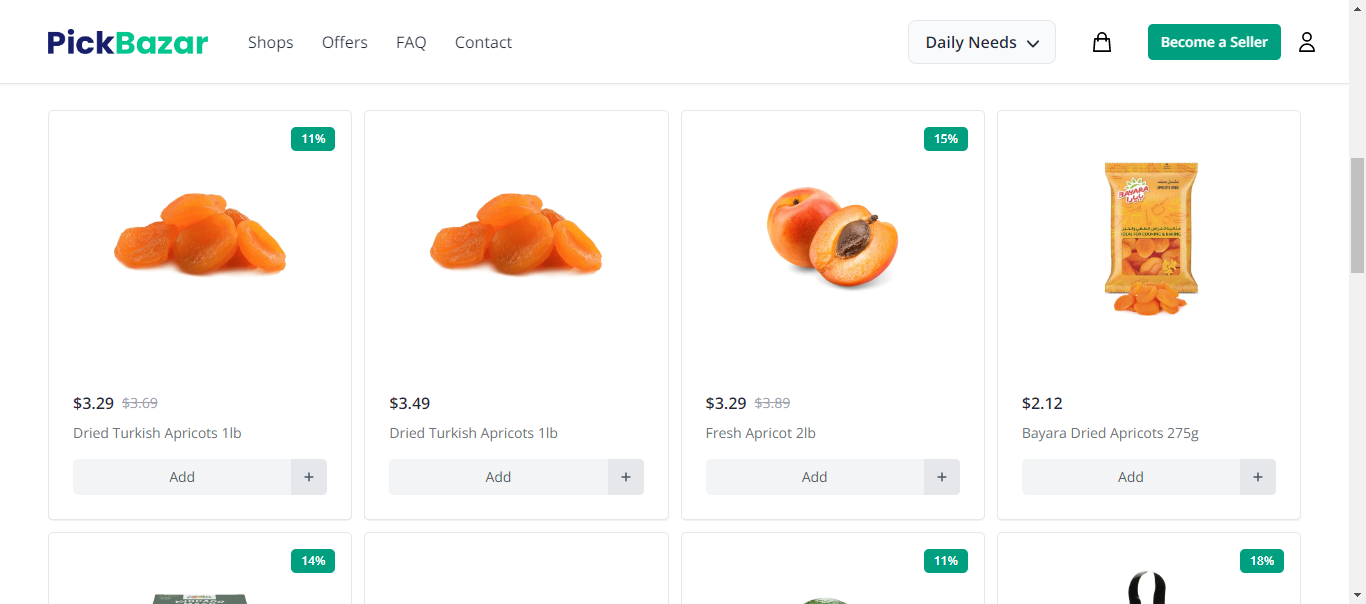 PickBazar
Shops
Offers
FAQ
Contact
Daily Needs
Become a Seller
11%
15%
BAYARA
$3.29 $3.69
$3.49
$3.29 $3.89
$2.12
Dried Turkish Apricots 1lb
Dried Turkish Apricots 1lb
Fresh Apricot 2lb
Bayara Dried Apricots 275g
Add +
Add +
Add +
Add +
14%
11%
18%